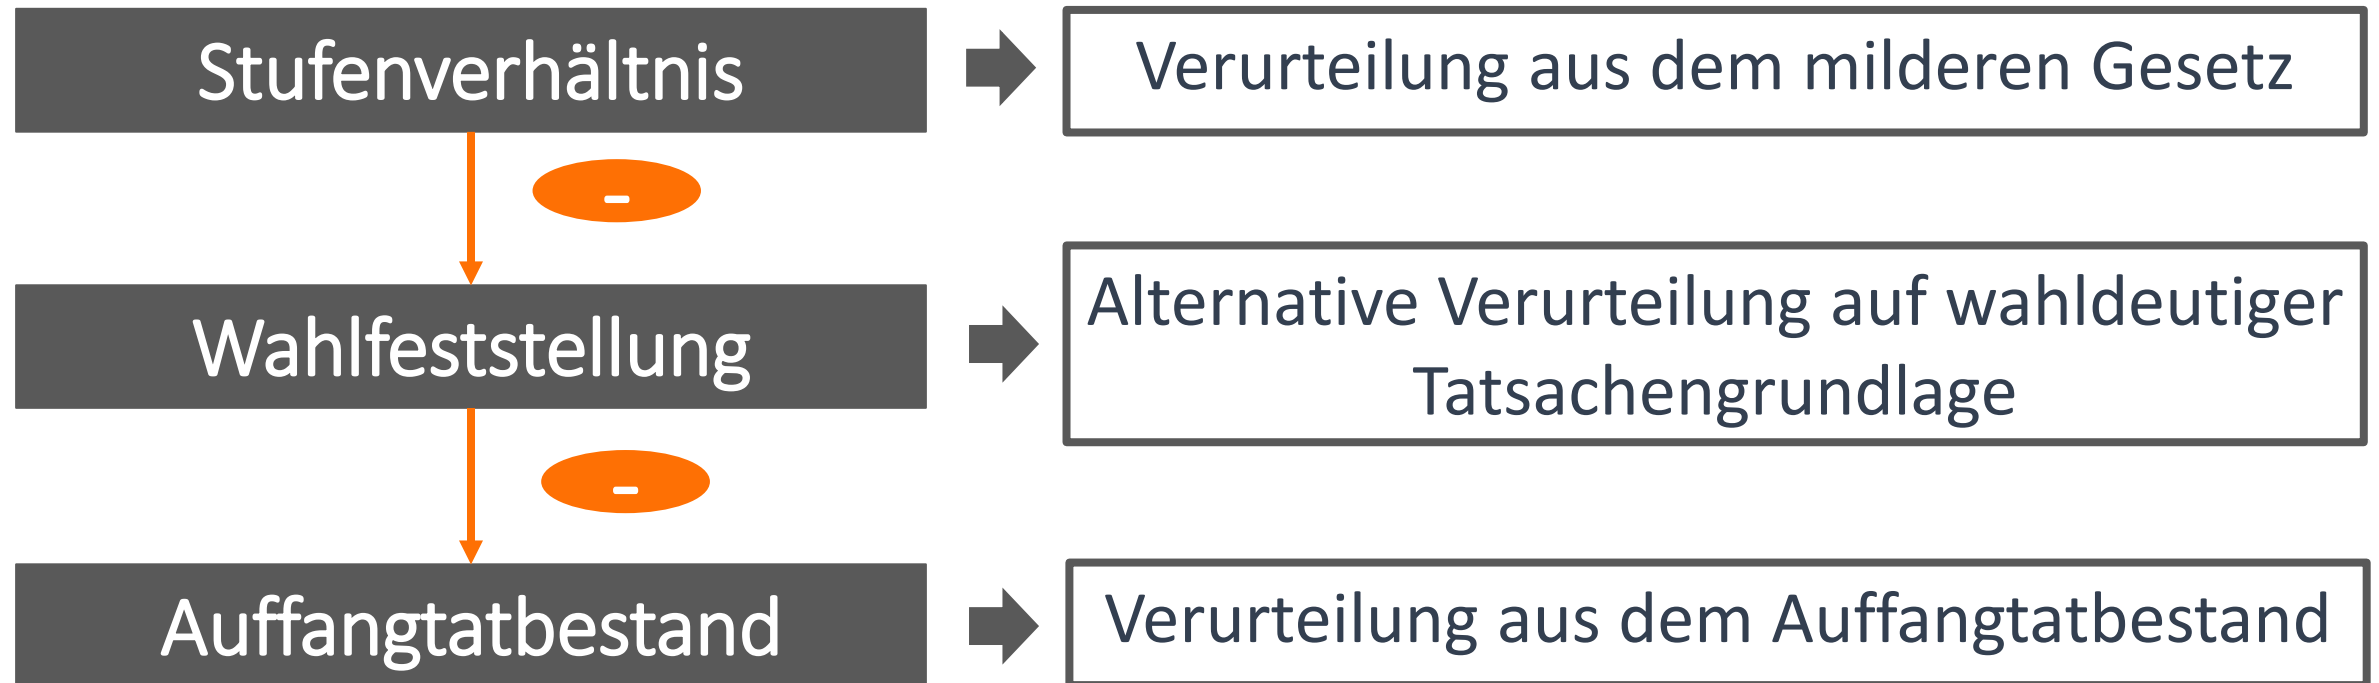 Stufenverhältnis
Verurteilung aus dem milderen Gesetz
-
Wahlfeststellung
Alternative Verurteilung auf wahldeutiger
Tatsachengrundlage
-
Auffangtatbestand
Verurteilung aus dem Auffangtatbestand